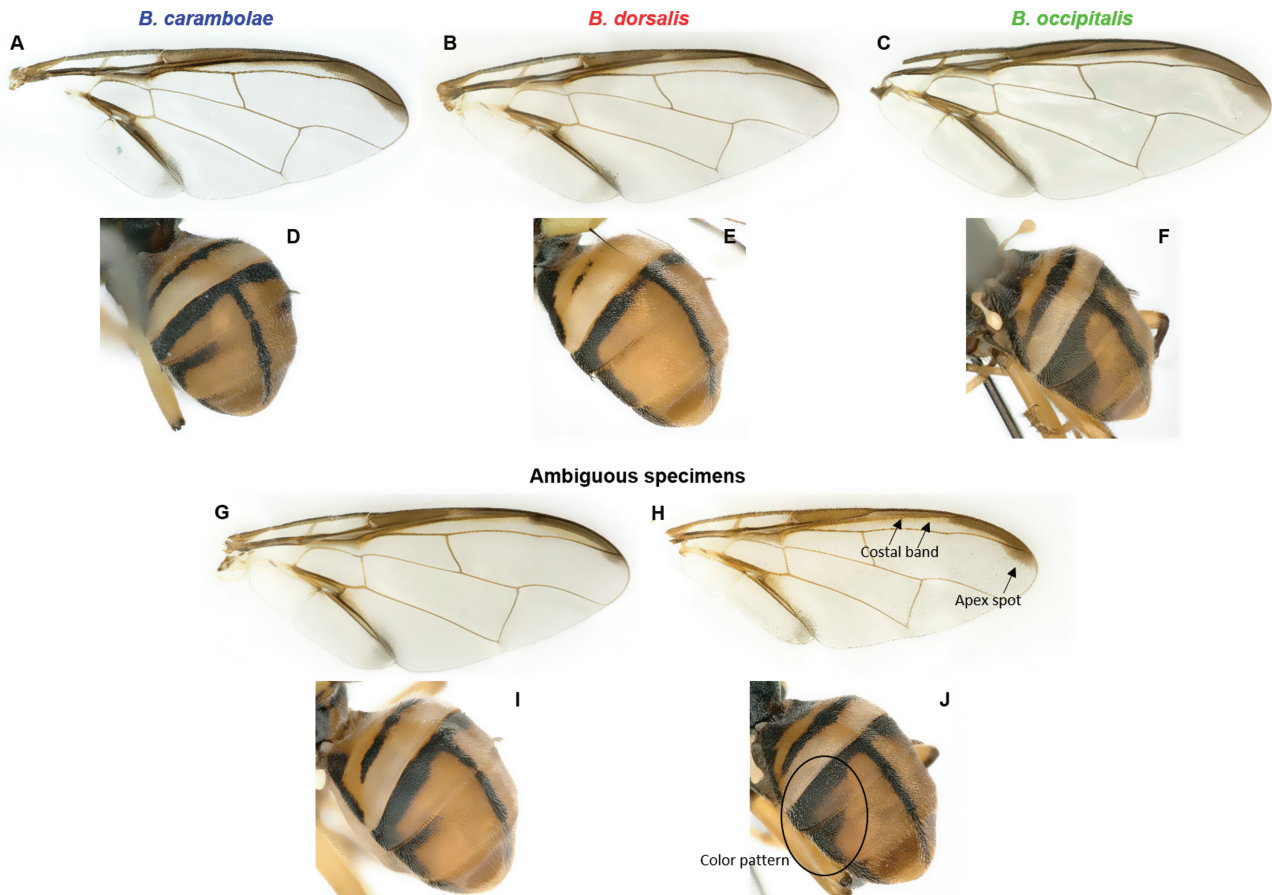 B. carambolae
B. dorsalis
B. occipitalis
A
B
C
D
E
F
Ambiguous specimens
G
H
Costal band
Apex spot
I
J
Color pattern